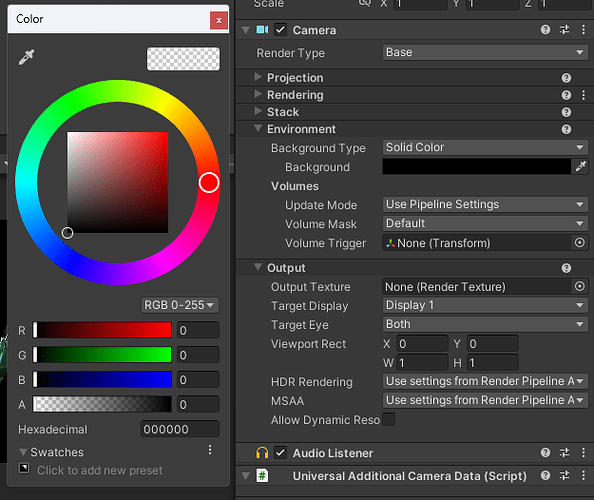 Color
x
RGB 0-255
R
0
G
0
B
0
A
0
Hexadecimal
000000
Swatches
Click to add new preset
Scale
X
1
Y
1
Z
1
Camera
Render Type
Base
Projection
Rendering
Stack
Environment
Background Type
Solid Color
Background
Volumes
Update Mode
Use Pipeline Settings
Volume Mask
Default
Volume Trigger
None (Transform)
Output
Output Texture
None (Render Texture)
Target Display
Display 1
Target Eye
Both
Viewport Rect
X
0
Y
0
W
1
H
1
HDR Rendering
Use settings from Render Pipeline A
MSAA
Use settings from Render Pipeline A
Allow Dynamic Reso
Audio Listener
#
Universal Additional Camera Data (Script)